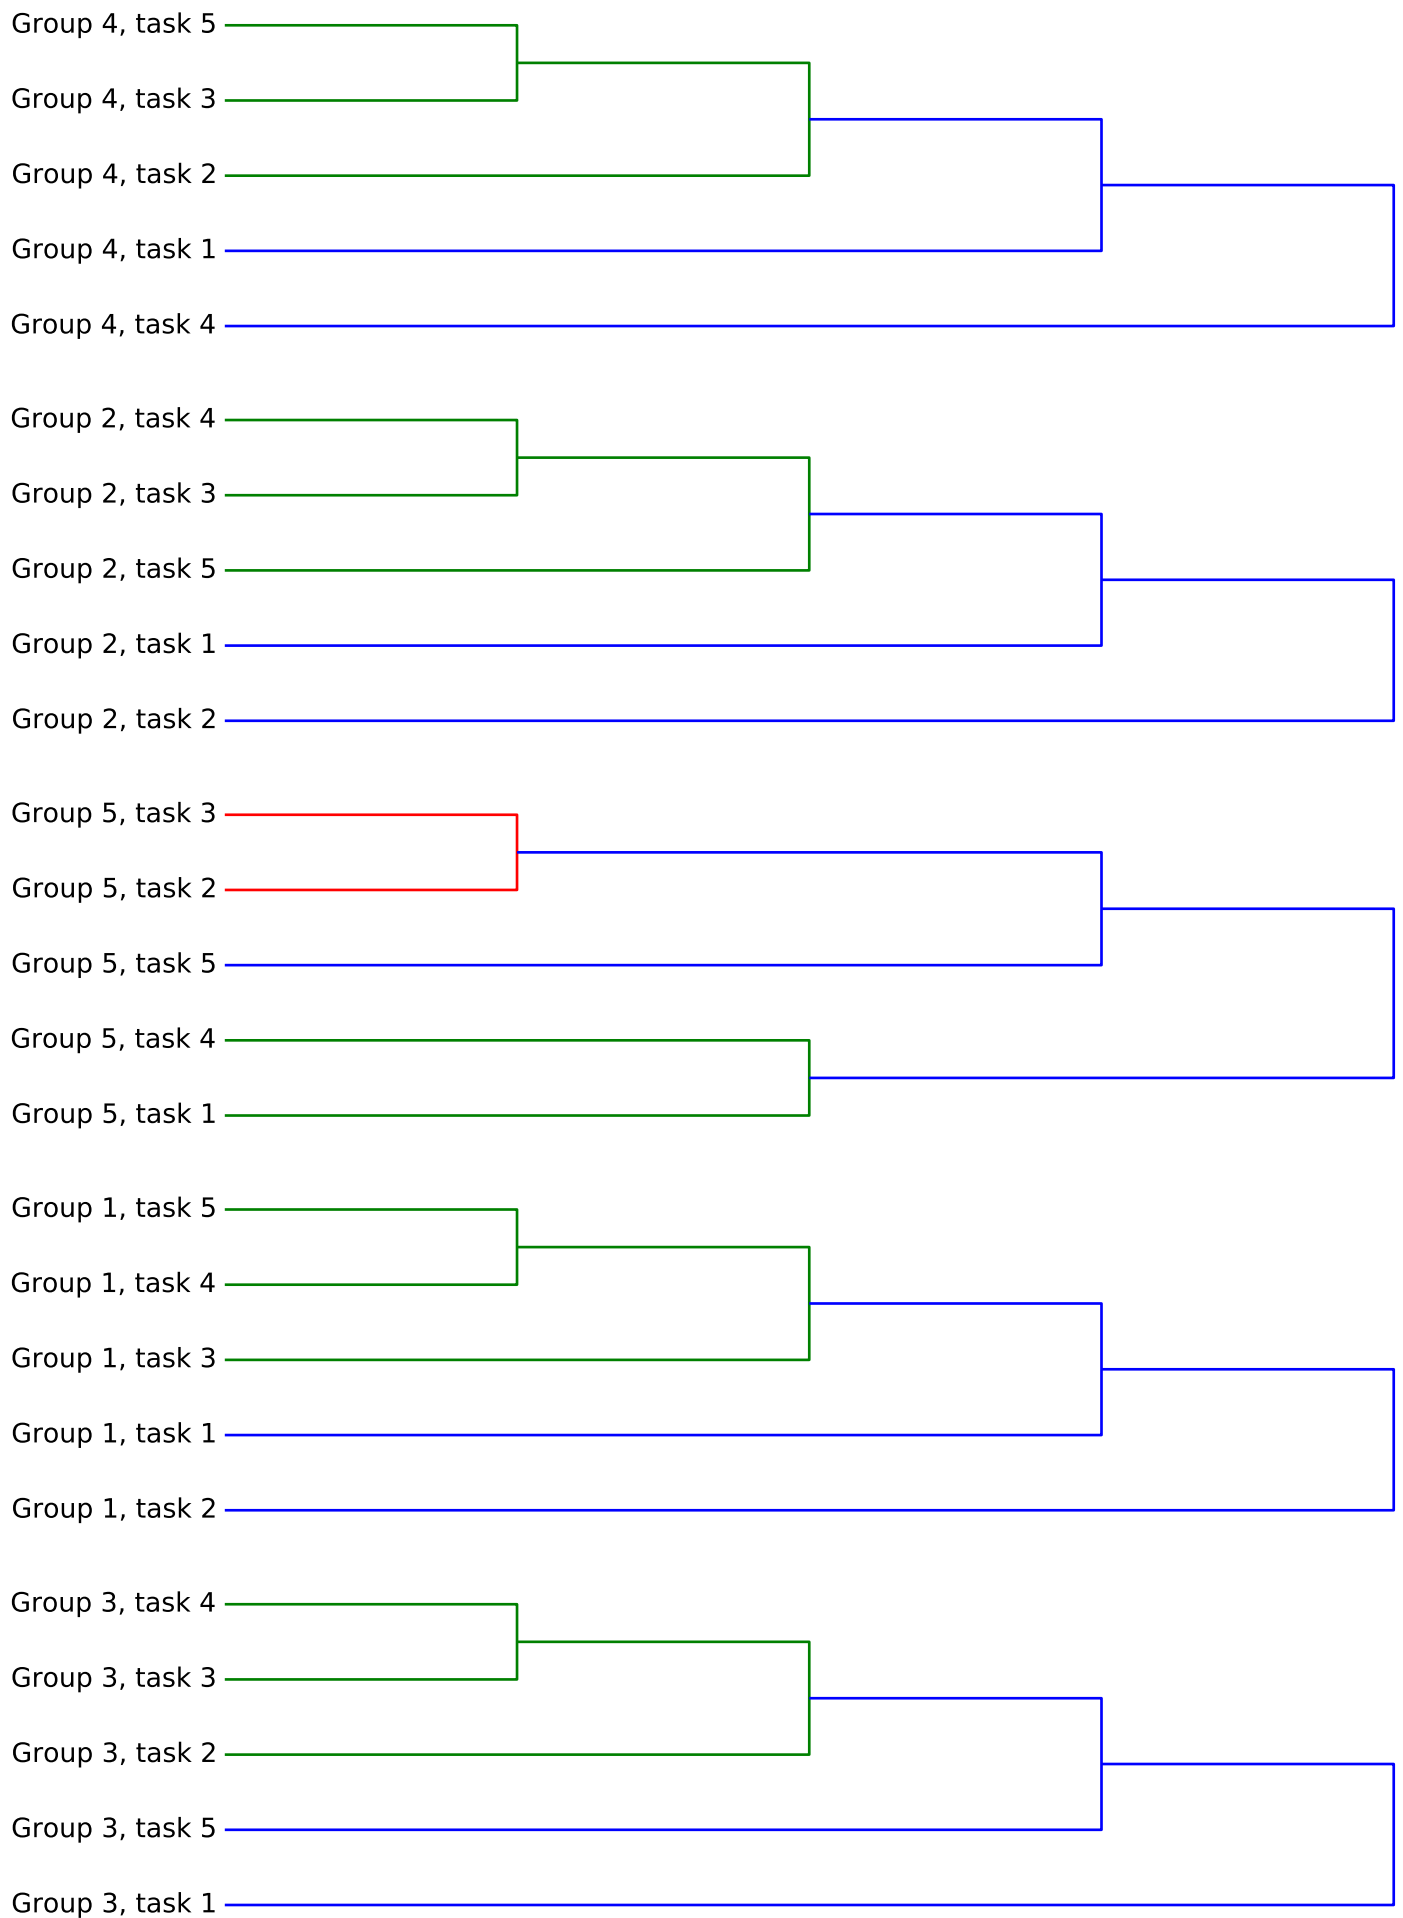 Group 4, task 5
Group 4, task 3
Group 4, task 2
Group 4, task 1
Group 4, task 4
Group 2, task 4
Group 2, task 3
Group 2, task 5
Group 2, task 1
Group 2, task 2
Group 5, task 3
Group 5, task 2
Group 5, task 5
Group 5, task 4
Group 5, task 1
Group 1, task 5
Group 1, task 4
Group 1, task 3
Group 1, task 1
Group 1, task 2
Group 3, task 4
Group 3, task 3
Group 3, task 2
Group 3, task 5
Group 3, task 1